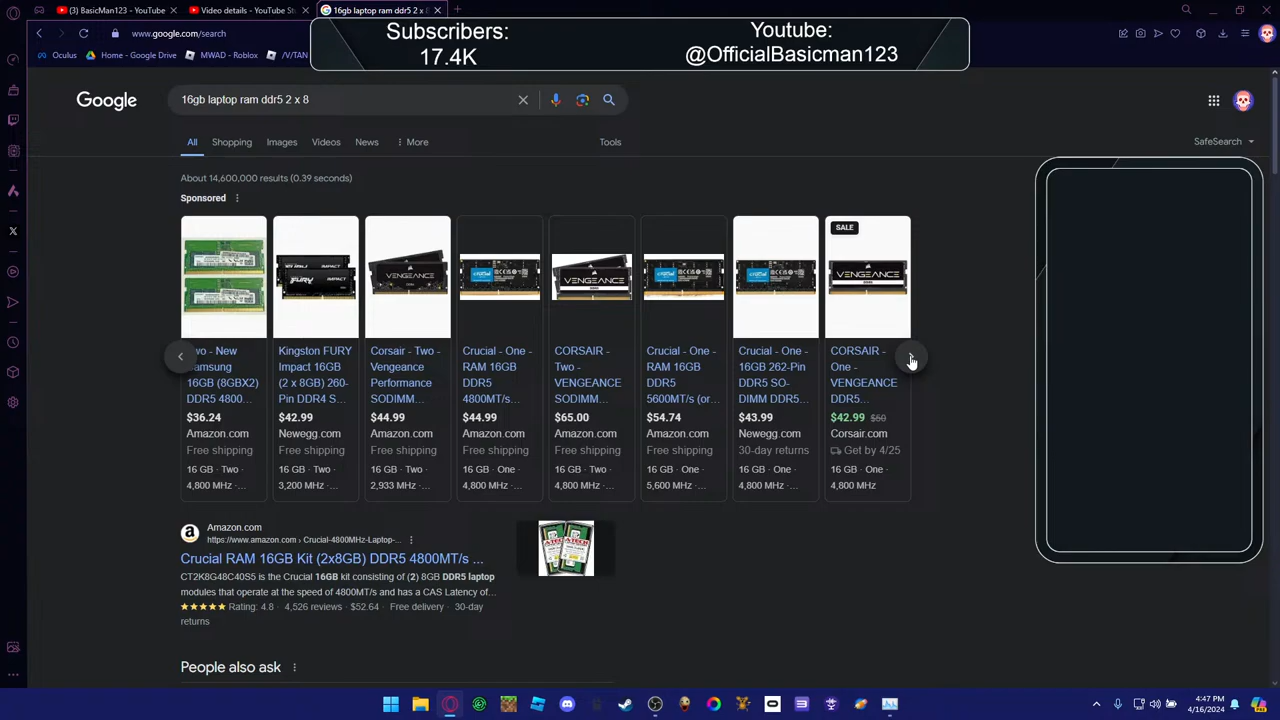 (3) BasicMan123 - YouTube
Video details - YouTube St
16gb laptop ram ddr5 2 x 8
www.google.com/search
Oculus
Home - Google Drive
MWAD - Roblox
/V/TAN
Subscribers:
17.4K
Youtube:
@OfficialBasicman123
Google
16gb laptop ram ddr5 2 x 8
All
Shopping
Images
Videos
News
More
Tools
SafeSearch
About 14,600,000 results (0.39 seconds)
Sponsored
SALE
wo - New
amsung
16GB (8GBX2)
DDR5 4800...
$36.24
Amazon.com
Free shipping
16 GB · Two ·
4,800 MHz ·...
Kingston FURY
Impact 16GB
(2 x 8GB) 260-
Pin DDR4 S...
$42.99
Newegg.com
Free shipping
16 GB · Two ·
3,200 MHz ·...
Corsair - Two -
Vengeance
Performance
SODIMM...
$44.99
Amazon.com
Free shipping
16 GB · Two ·
2,933 MHz ·...
Crucial - One -
RAM 16GB
DDR5
4800MT/s...
$44.99
Amazon.com
Free shipping
16 GB · One ·
4,800 MHz ·...
CORSAIR -
Two -
VENGEANCE
SODIMM...
$65.00
Amazon.com
Free shipping
16 GB · Two ·
4,800 MHz ·...
Crucial - One -
RAM 16GB
DDR5
5600MT/s (or...
$54.74
Amazon.com
Free shipping
16 GB · One ·
5,600 MHz ·...
Crucial - One -
16GB 262-Pin
DDR5 SO-
DIMM DDR5...
$43.99
Newegg.com
30-day returns
16 GB · One ·
4,800 MHz ·...
CORSAIR -
One -
VENGEANCE
DDR5...
$42.99 $60
Corsair.com
Get by 4/25
16 GB · One ·
4,800 MHz
Amazon.com
https://www.amazon.com › Crucial-4800MHz-Laptop-...
Crucial RAM 16GB Kit (2x8GB) DDR5 4800MT/s ...
CT2K8G48C40S5 is the Crucial 16GB kit consisting of (2) 8GB DDR5 laptop
modules that operate at the speed of 4800MT/s and has a CAS Latency of...
Rating: 4.8 · 4,526 reviews · $52.64 · Free delivery · 30-day
returns
People also ask
4:47 PM
4/16/2024